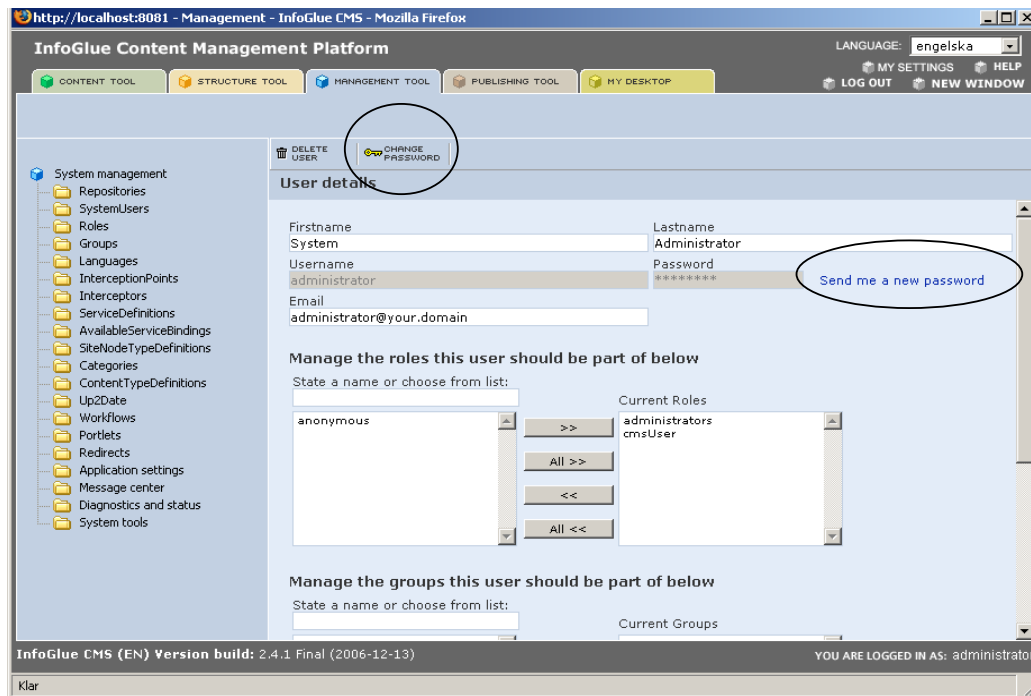 http://localhost:8081 - Management - InfoGlue CMS - Mozilla Firefox
InfoGlue Content Management Platform
LANGUAGE: engelska
MY SETTINGS HELP
LOG OUT NEW WINDOW
CONTENT TOOL STRUCTURE TOOL MANAGEMENT TOOL PUBLISHING TOOL MY DESKTOP
DELETE USER
CHANGE PASSWORD
System management
Repositories
SystemUsers
Roles
Groups
Languages
InterceptionPoints
Interceptors
ServiceDefinitions
AvailableServiceBindings
SiteNodeTypeDefinitions
Categories
ContentTypeDefinitions
Up2Date
Workflows
Portlets
Redirects
Application settings
Message center
Diagnostics and status
System tools
User details
Firstname Lastname
System Administrator
Username Password
administrator ******** Send me a new password
Email
administrator@your.domain
Manage the roles this user should be part of below
State a name or choose from list:
Current Roles
anonymous
>>
All >>
<<
All <<
administrators
cmsUser
Manage the groups this user should be part of below
State a name or choose from list:
Current Groups
InfoGlue CMS (EN) Version build: 2.4.1 Final (2006-12-13)
YOU ARE LOGGED IN AS: administrator
Klar